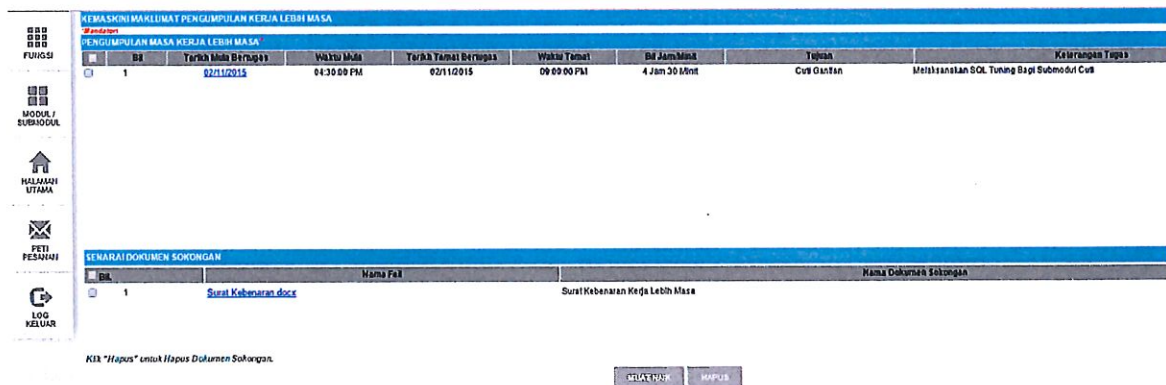 KEMASKINI MAKLUMAT PENGUMPULAN KERJA LEBIH MASA
*Mandatori
PENGUMPULAN MASA KERJA LEBIH MASA*
Bil Tarikh Mula Bertugas Waktu Mula Tarikh Tamat Bertugas Waktu Tamat Bil Jam/Minit Tujuan Keterangan Tugas
1 02/11/2015 04:30:00 PM 02/11/2015 09:00:00 PM 4 Jam 30 Minit Cuti Gantian Melaksanakan SQL Tuning Bagi Submodul Cuti
FUNGSI
MODUL /
SUBMODUL
HALAMAN
UTAMA
PETI
PESANAN
LOG
KELUAR
SENARAI DOKUMEN SOKONGAN
BIL. Nama Fail Nama Dokumen Sokongan
1 Surat Kebenaran.docx Surat Kebenaran Kerja Lebih Masa
Klik "Hapus" untuk Hapus Dokumen Sokongan.
MUAT NAIK HAPUS